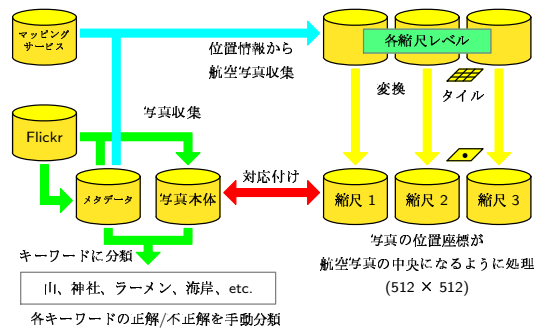 マッピング
サービス
位置情報から
航空写真収集
各縮尺レベル
変換
タイル
Flickr
写真収集
メタデータ
写真本体
対応付け
縮尺 1
縮尺 2
縮尺 3
キーワードに分類
山、神社、ラーメン、海岸、etc.
各キーワードの正解/不正解を手動分類
写真の位置座標が
航空写真の中央になるように処理
(512 × 512)